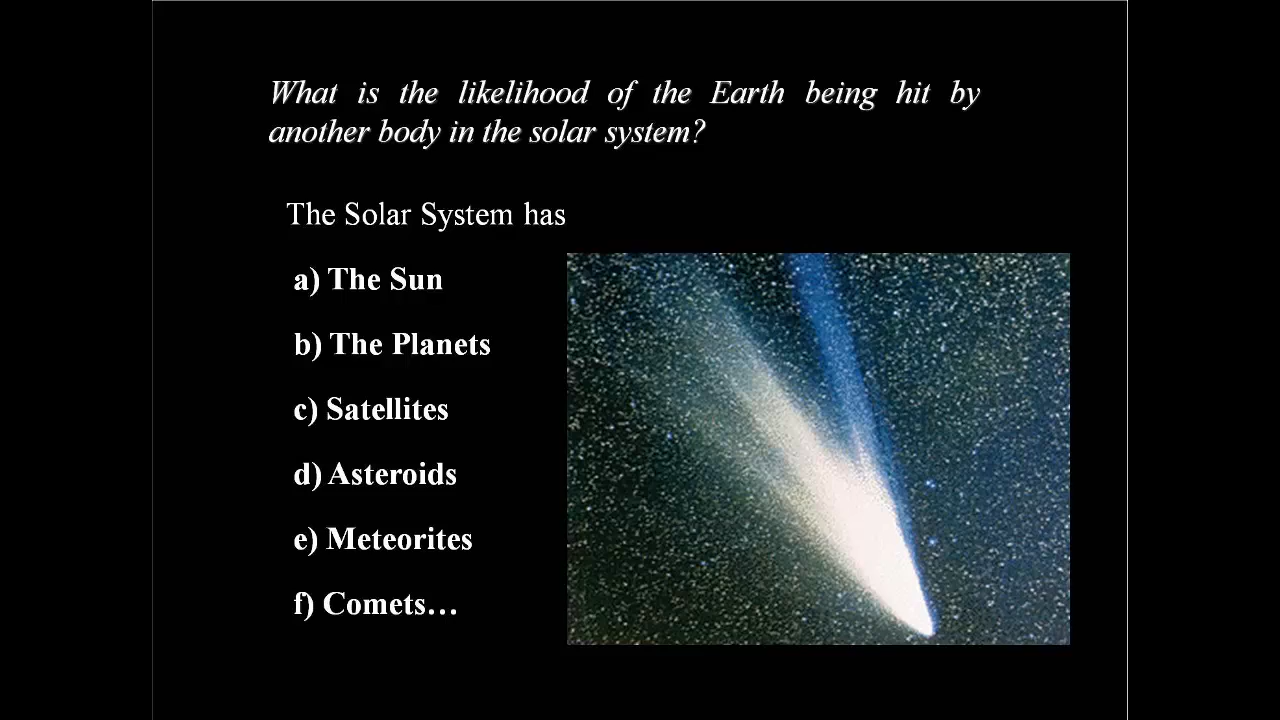 What is the likelihood of the Earth being hit by
another body in the solar system?
The Solar System has
a) The Sun
b) The Planets
c) Satellites
d) Asteroids
e) Meteorites
f) Comets…